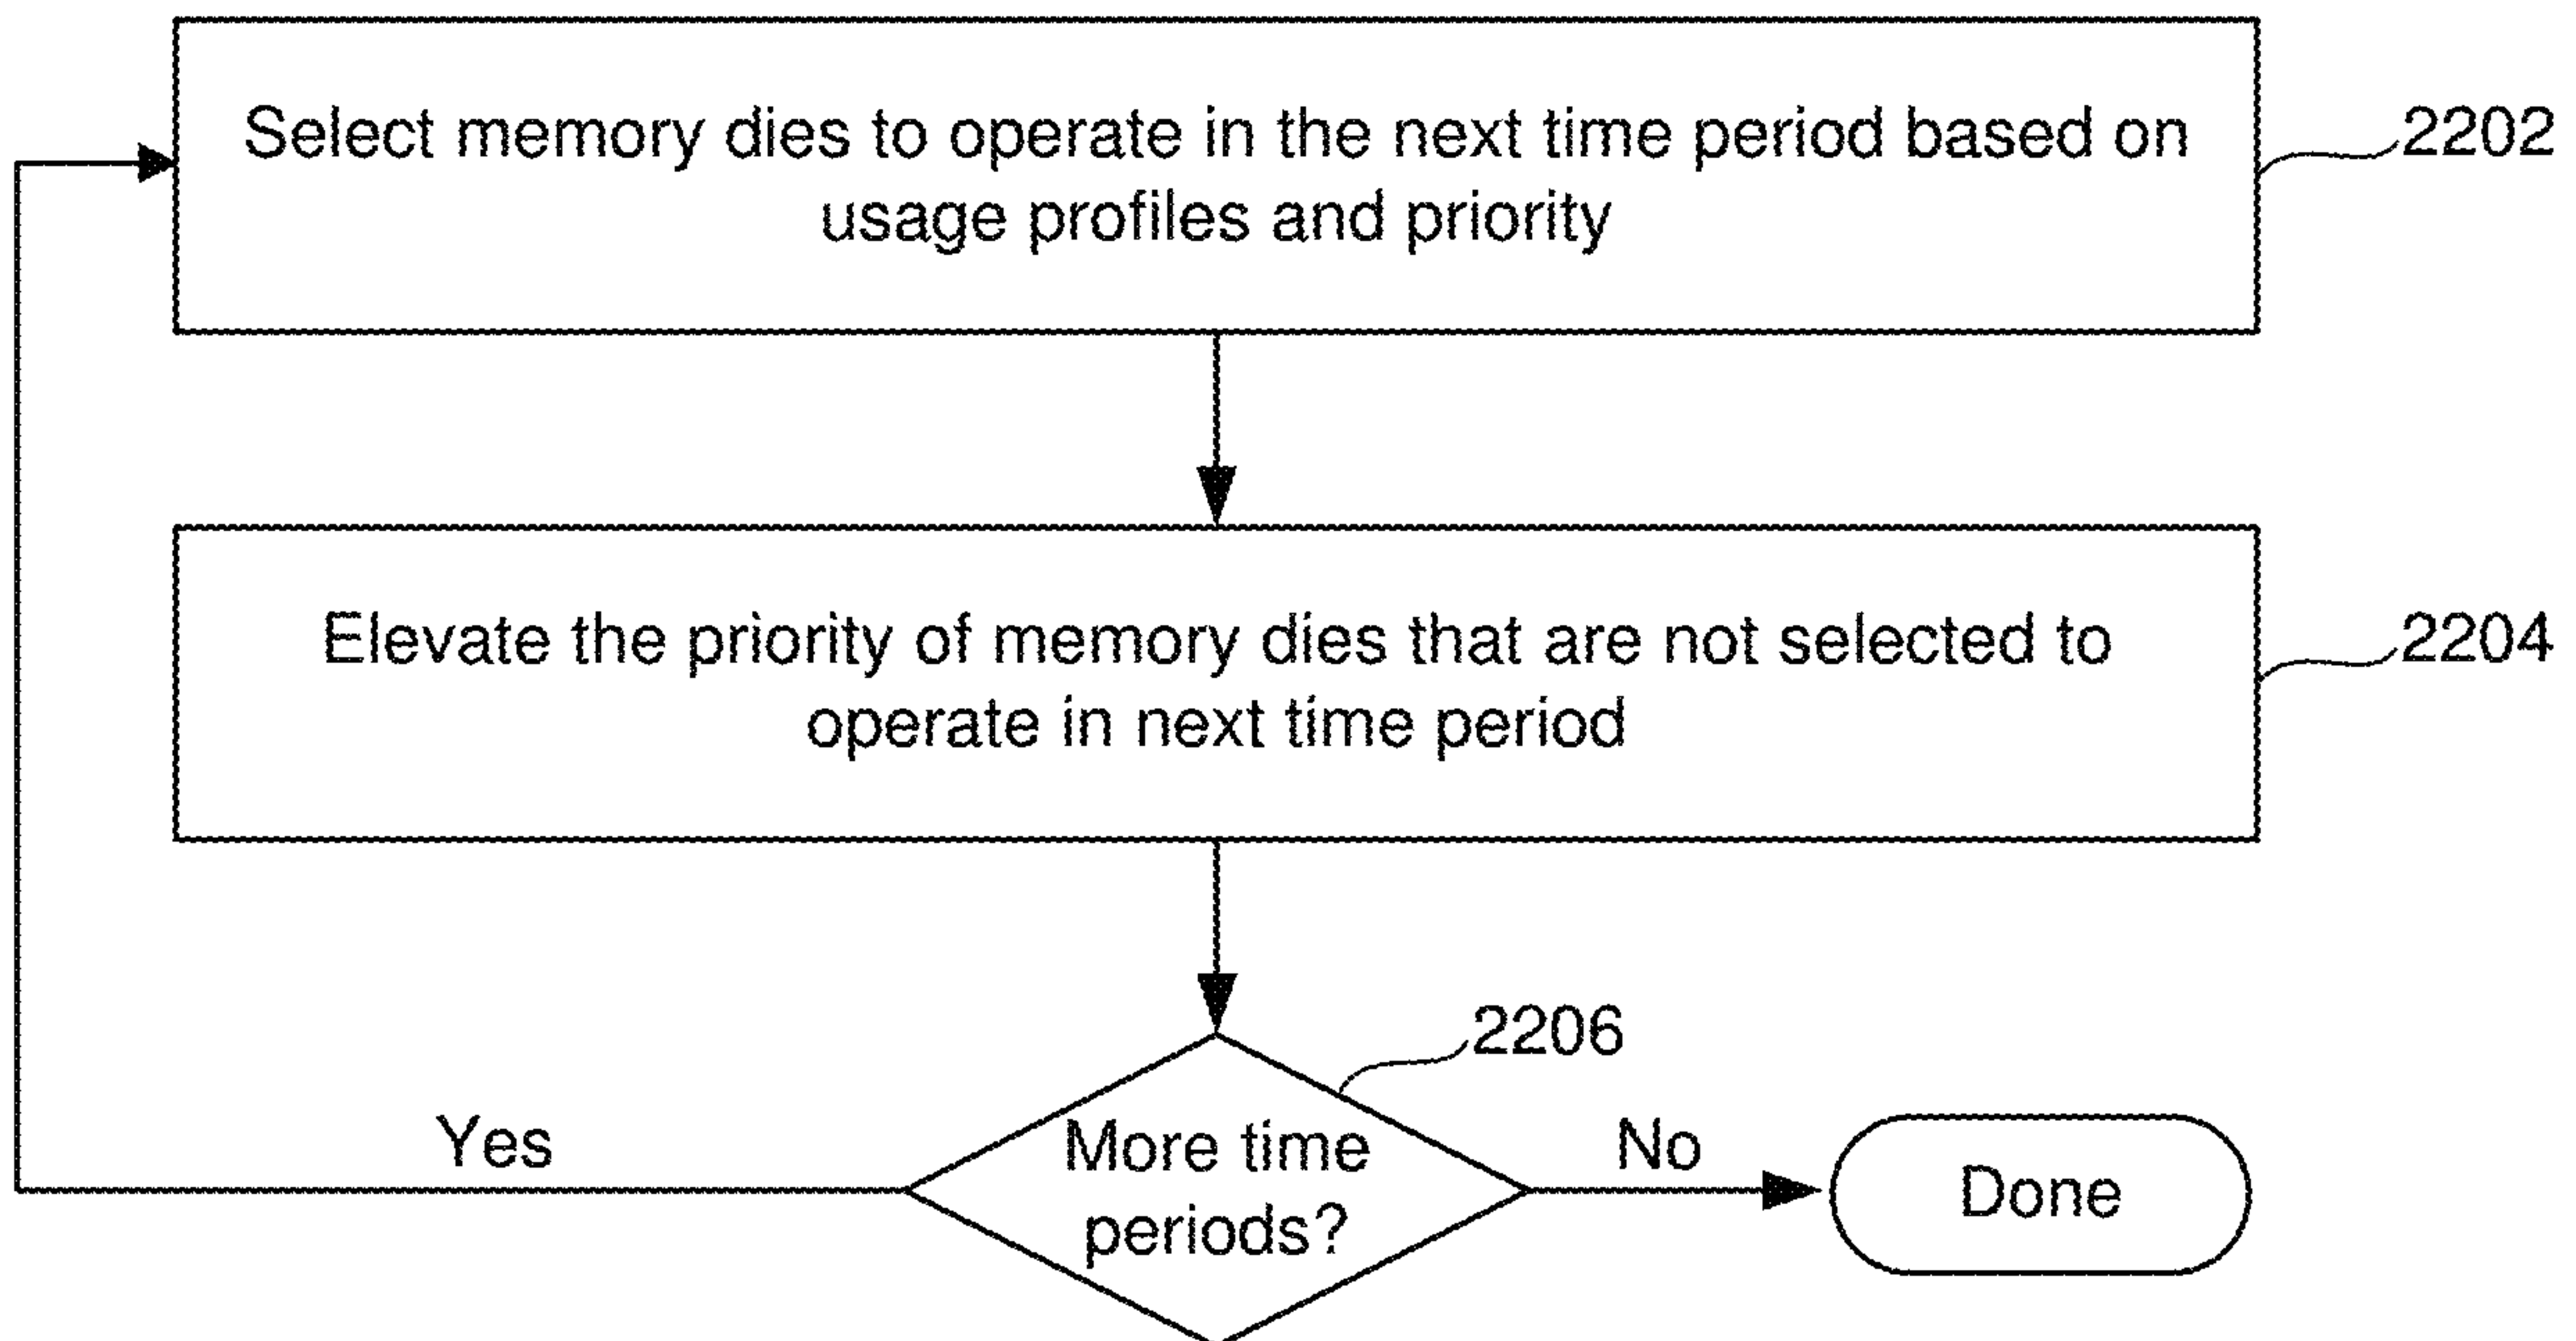 Select memory dies to operate in the next time period based on
usage profiles and priority
2202
Elevate the priority of memory dies that are not selected to
operate in next time period
2204
2206
More time
periods?
Yes
No
Done